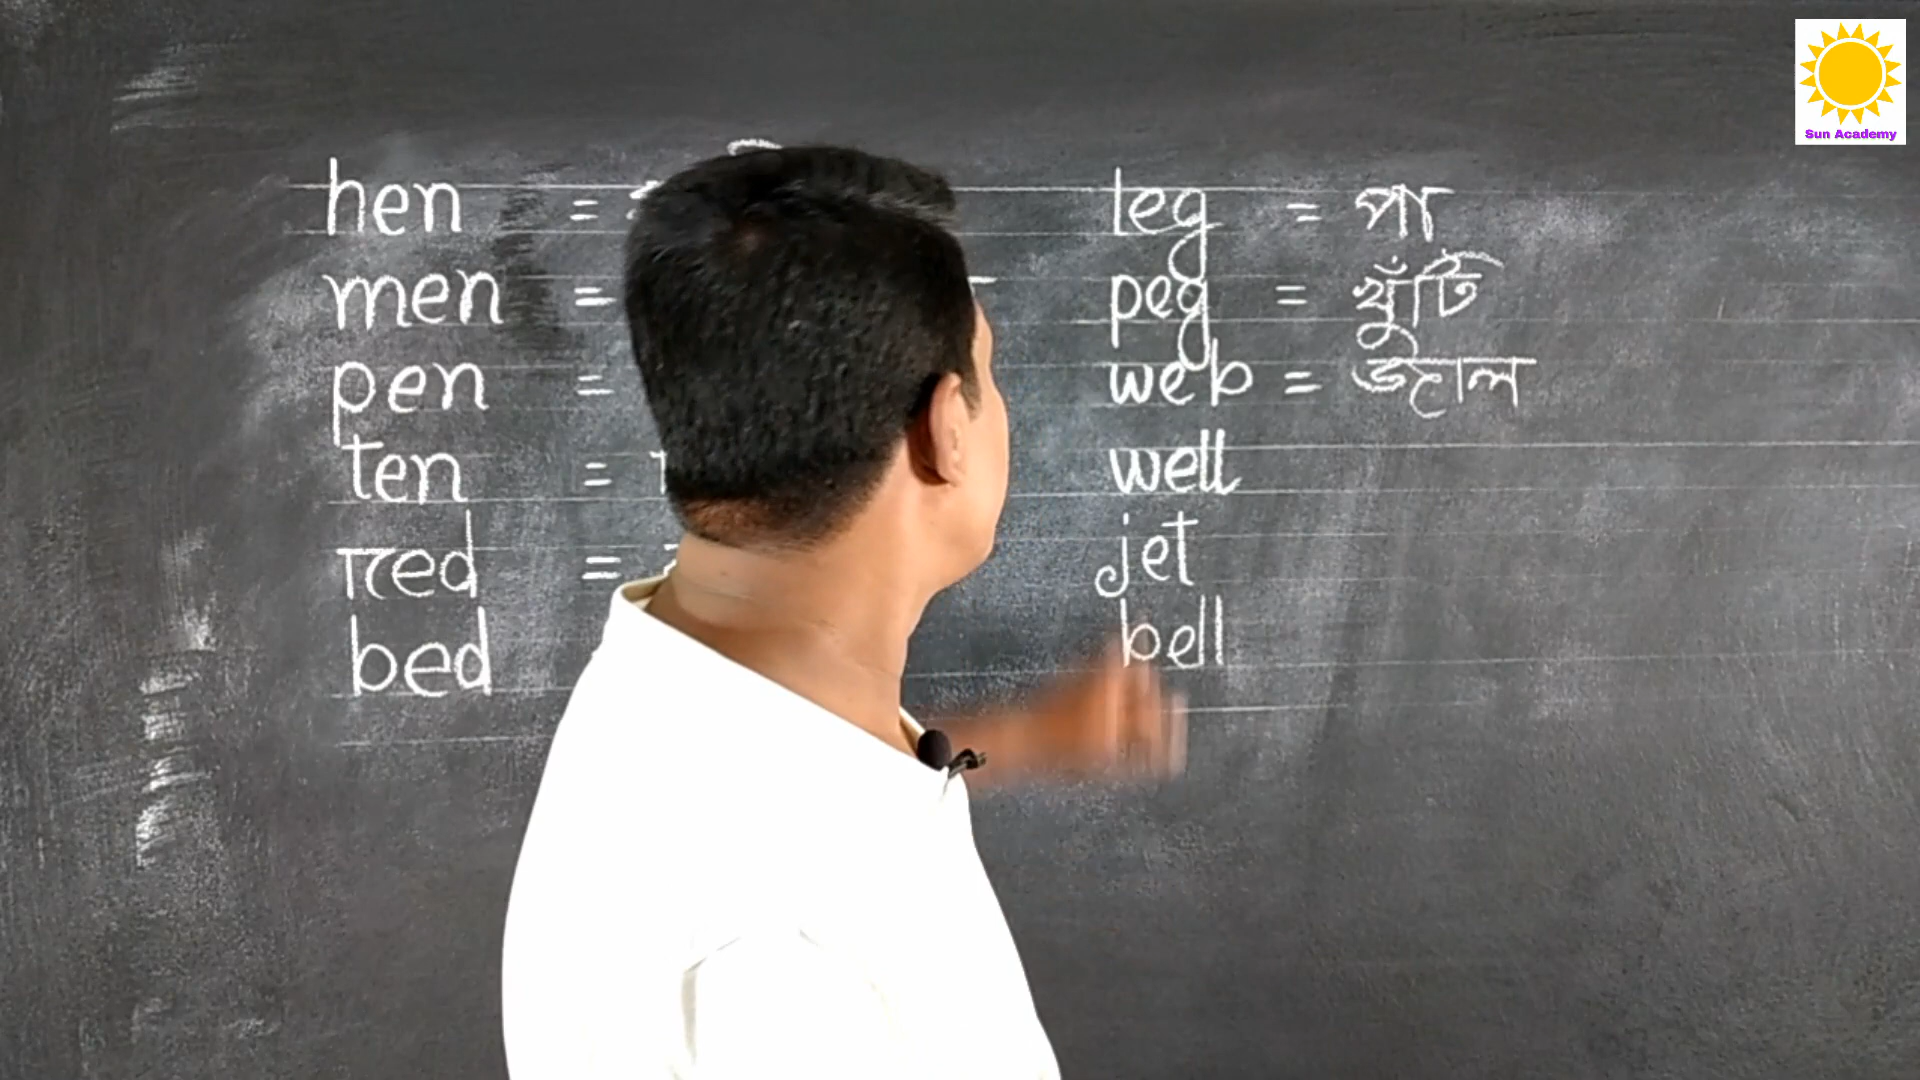 Sun Academy
hen =
men =
pen =
ten =
red =
bed
leg = পা
peg = খুঁটি
web = জাল
well
jet
bell